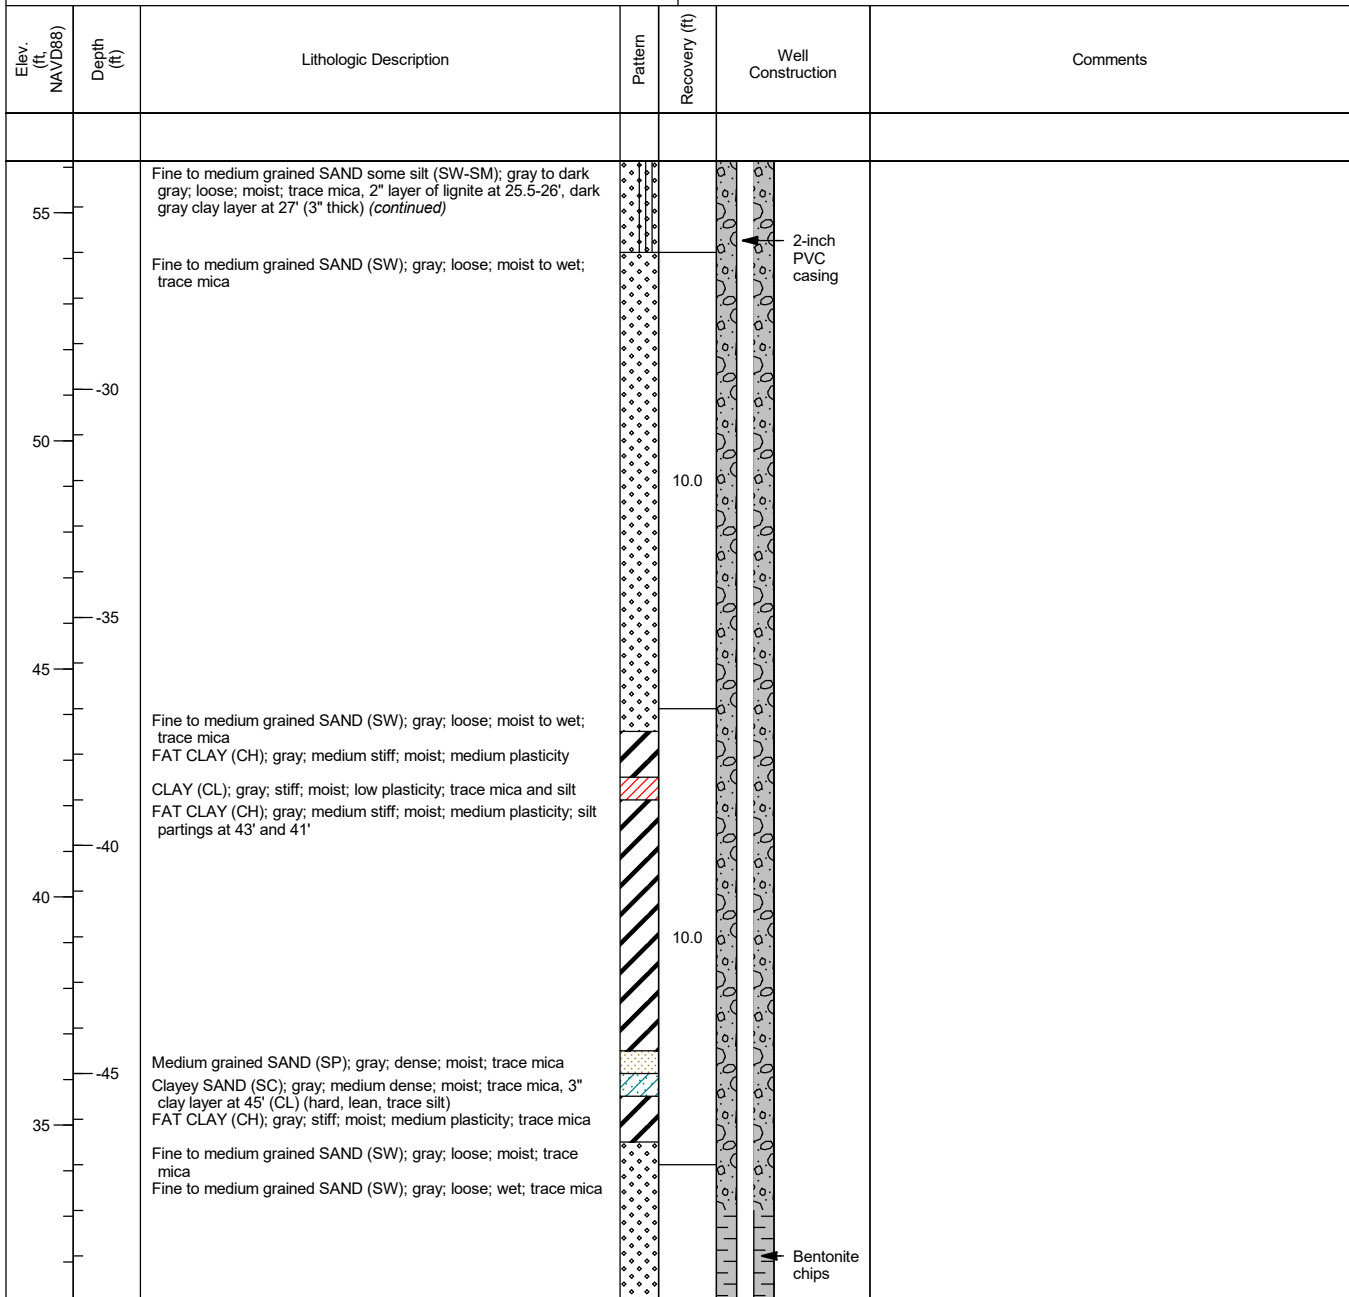 Elev.
(ft,
NAVD88)
Depth
(ft)
Lithologic Description
Pattern
Recovery (ft)
Well
Construction
Comments
Fine to medium grained SAND some silt (SW-SM); gray to dark
gray; loose; moist; trace mica, 2" layer of lignite at 25.5-26', dark
gray clay layer at 27' (3" thick) (continued)
55
2-inch
PVC
casing
Fine to medium grained SAND (SW); gray; loose; moist to wet;
trace mica
-30
50
10.0
-35
45
Fine to medium grained SAND (SW); gray; loose; moist to wet;
trace mica
FAT CLAY (CH); gray; medium stiff; moist; medium plasticity
CLAY (CL); gray; stiff; moist; low plasticity; trace mica and silt
FAT CLAY (CH); gray; medium stiff; moist; medium plasticity; silt
partings at 43' and 41'
-40
40
10.0
Medium grained SAND (SP); gray; dense; moist; trace mica
-45
Clayey SAND (SC); gray; medium dense; moist; trace mica, 3"
clay layer at 45' (CL) (hard, lean, trace silt)
FAT CLAY (CH); gray; stiff; moist; medium plasticity; trace mica
35
Fine to medium grained SAND (SW); gray; loose; moist; trace
mica
Fine to medium grained SAND (SW); gray; loose; wet; trace mica
Bentonite
chips